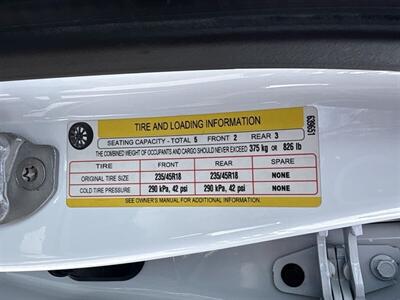 TIRE AND LOADING INFORMATION
SEATING CAPACITY - TOTAL 5 FRONT 2 REAR 3
THE COMBINED WEIGHT OF OCCUPANTS AND CARGO SHOULD NEVER EXCEED 375 kg OR 826 lb
TIRE FRONT REAR SPARE
ORIGINAL TIRE SIZE 235/45R18 235/45R18 NONE
COLD TIRE PRESSURE 290 kPa, 42 psi 290 kPa, 42 psi NONE
SEE OWNER'S MANUAL FOR ADDITIONAL INFORMATION